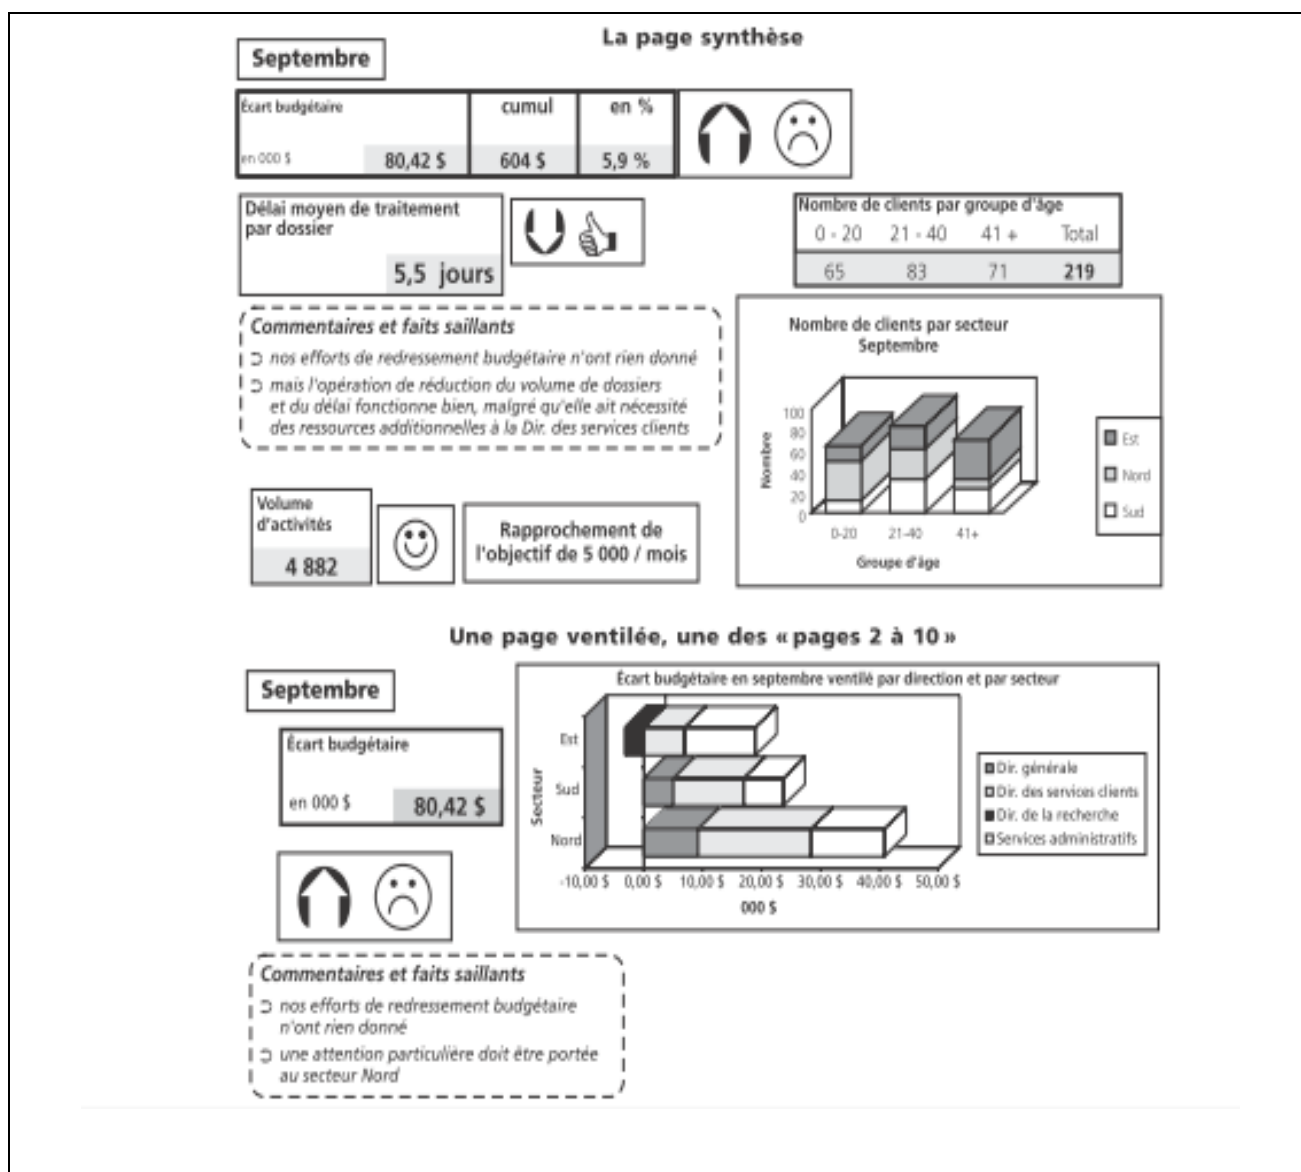 La page synthèse
Septembre
Écart budgétaire
cumul
en %
en 000 $
80,42 $
604 $
5,9 %
Délai moyen de traitement
par dossier
5,5 jours
Nombre de clients par groupe d'âge
0 - 20 21 - 40 41 + Total
65 83 71 219
Commentaires et faits saillants
⊃ nos efforts de redressement budgétaire n'ont rien donné
⊃ mais l'opération de réduction du volume de dossiers
et du délai fonctionne bien, malgré qu'elle ait nécessité
des ressources additionnelles à la Dir. des services clients
Nombre de clients par secteur
Septembre
Nombre
100
80
60
40
20
0
0-20 21-40 41+
Groupe d'âge
Est
Nord
Sud
Volume
d'activités
4 882
Rapprochement de
l'objectif de 5 000 / mois
Une page ventilée, une des « pages 2 à 10 »
Septembre
Écart budgétaire
en 000 $
80,42 $
Écart budgétaire en septembre ventilé par direction et par secteur
Secteur
Est
Sud
Nord
-10,00 $ 0,00 $ 10,00 $ 20,00 $ 30,00 $ 40,00 $ 50,00 $
000 $
Dir. générale
Dir. des services clients
Dir. de la recherche
Services administratifs
Commentaires et faits saillants
⊃ nos efforts de redressement budgétaire
n'ont rien donné
⊃ une attention particulière doit être portée
au secteur Nord